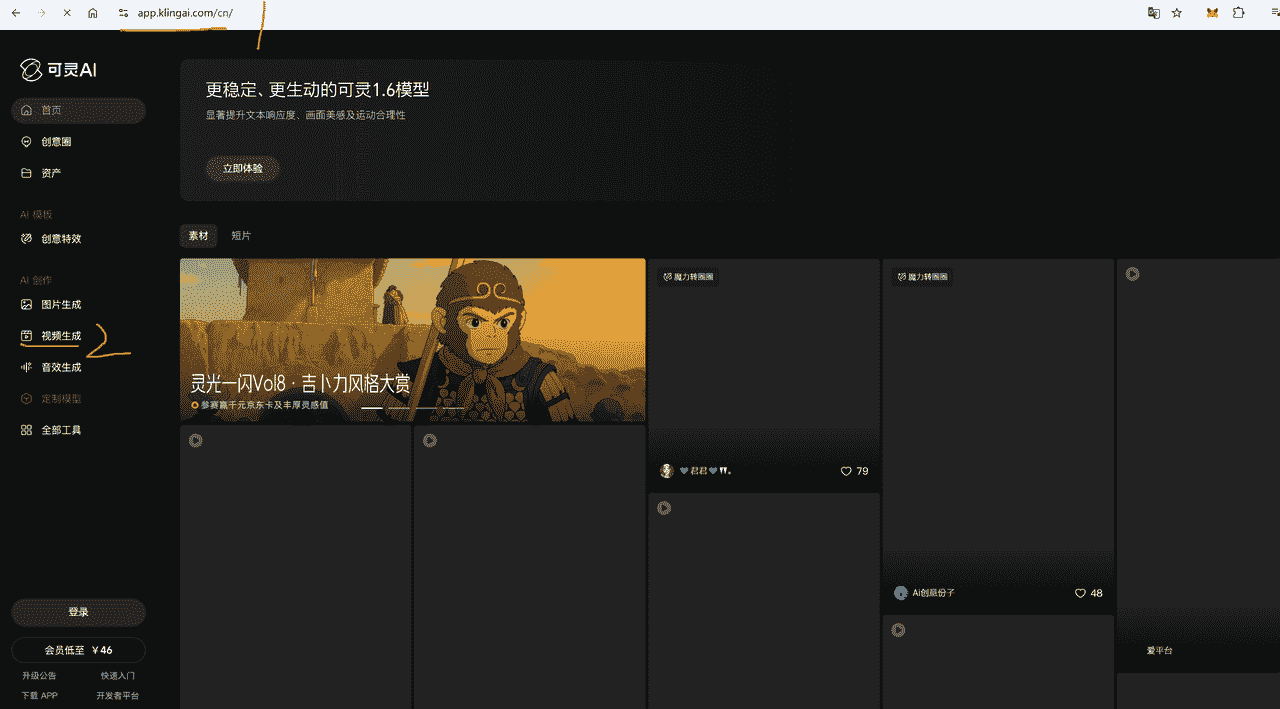 app.klingai.com/cn/
1
可灵AI
首页
创意圈
资产
AI 模板
创意特效
AI 创作
图片生成
视频生成
2
音效生成
定制模型
全部工具
登录
会员低至 ¥46
升级公告 快速入门
下载 APP 开发者平台
更稳定、更生动的可灵1.6模型
显著提升文本响应度、画面美感及运动合理性
立即体验
素材 短片
灵光一闪Vol8 · 吉卜力风格大赏
参赛赢千元京东卡及丰厚灵感值
魔力转圈圈
君君
79
魔力转圈圈
AI创意份子
48
爱平台